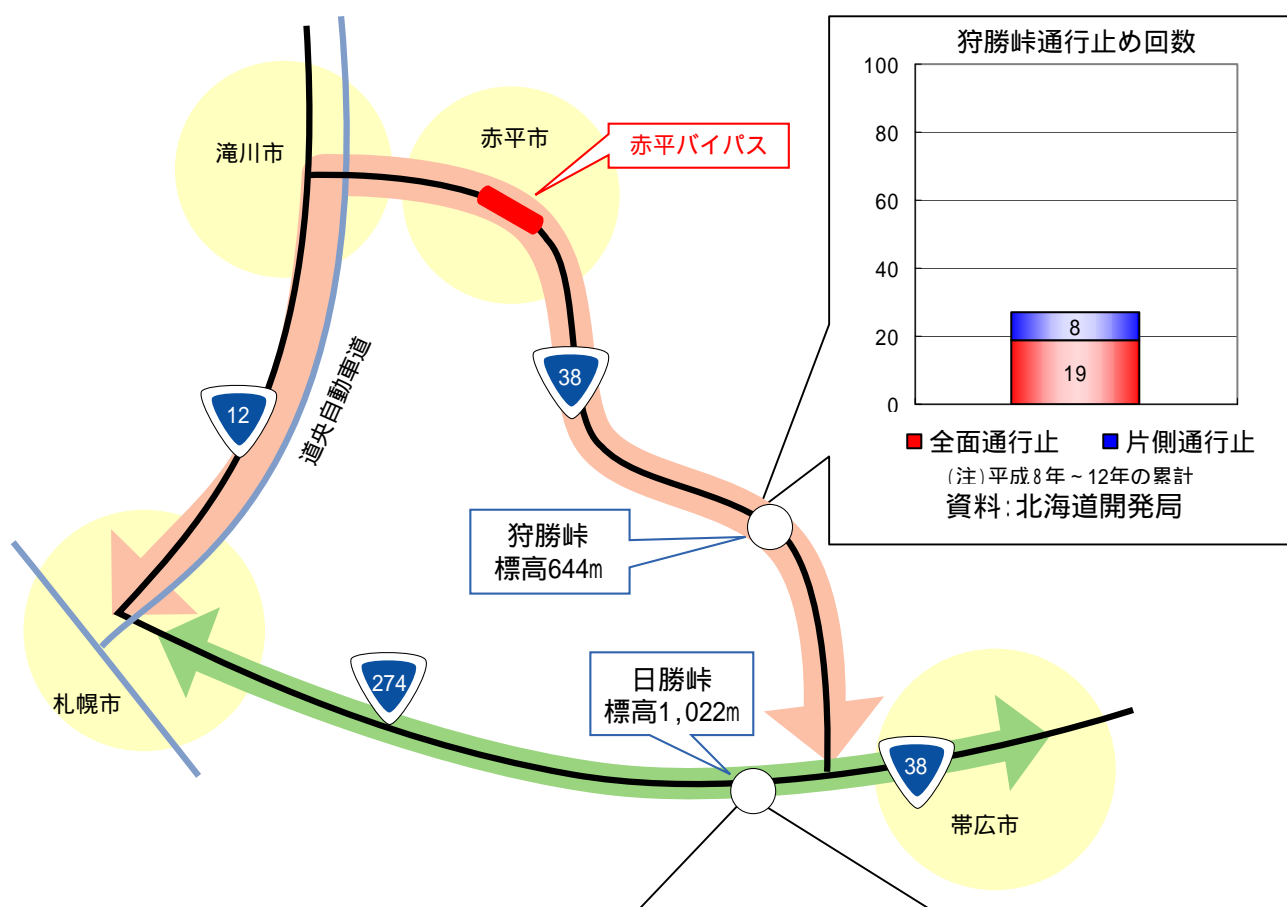 狩勝峠通行止め回数
100
80
60
40
20
0
8
19
全面通行止
片側通行止
(注)平成8年~12年の累計
資料:北海道開発局
滝川市
赤平市
赤平バイパス
38
12
道央自動車道
狩勝峠
標高644m
札幌市
274
日勝峠
標高1,022m
38
帯広市